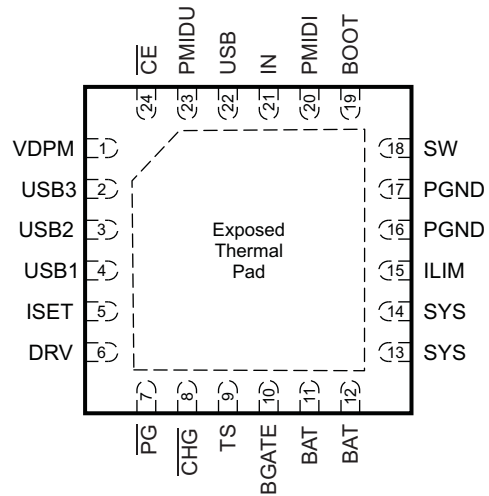 CE
PMIDU
USB
IN
PMIDI
BOOT
24
23
22
21
20
19
VDPM 1
18 SW
USB3 2
17 PGND
USB2 3
16 PGND
USB1 4
15 ILIM
ISET 5
14 SYS
DRV 6
13 SYS
Exposed
Thermal
Pad
7
8
9
10
11
12
PG
CHG
TS
BGATE
BAT
BAT